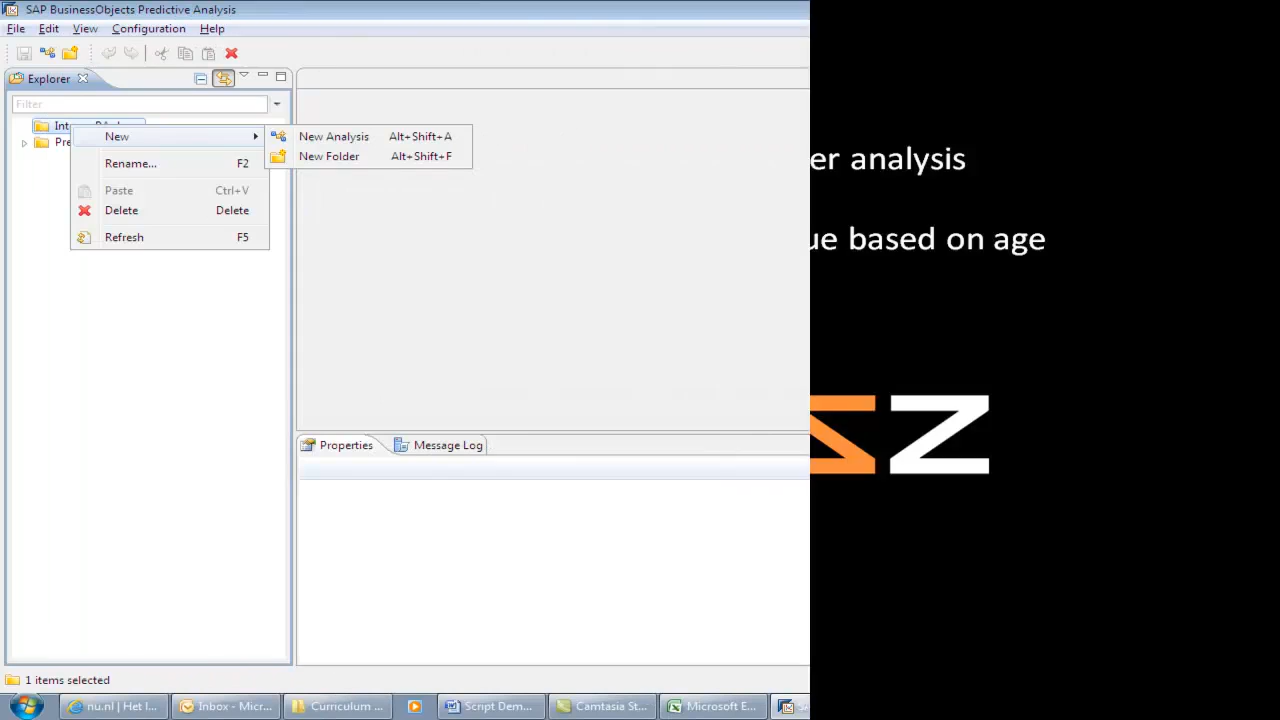 SAP BusinessObjects Predictive Analysis
File Edit View Configuration Help
Explorer
Filter
New
New Analysis Alt+Shift+A
New Folder Alt+Shift+F
Rename... F2
Paste Ctrl+V
Delete Delete
Refresh F5
er analysis
ue based on age
Z
Properties Message Log
1 items selected
nu.nl | Het l... Inbox - Micr... Curriculum ... Script Dem... Camtasia St... Microsoft E...